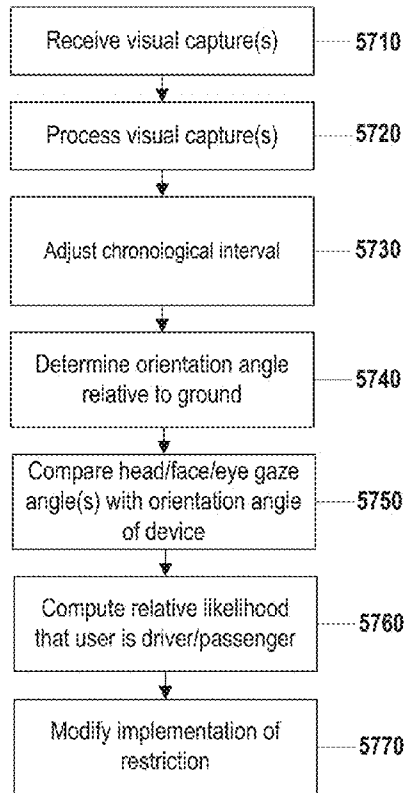 Receive visual capture(s)
5710
Process visual capture(s)
5720
Adjust chronological interval
5730
Determine orientation angle
relative to ground
5740
Compare head/face/eye gaze
angle(s) with orientation angle
of device
5750
Compute relative likelihood
that user is driver/passenger
5760
Modify implementation of
restriction
5770